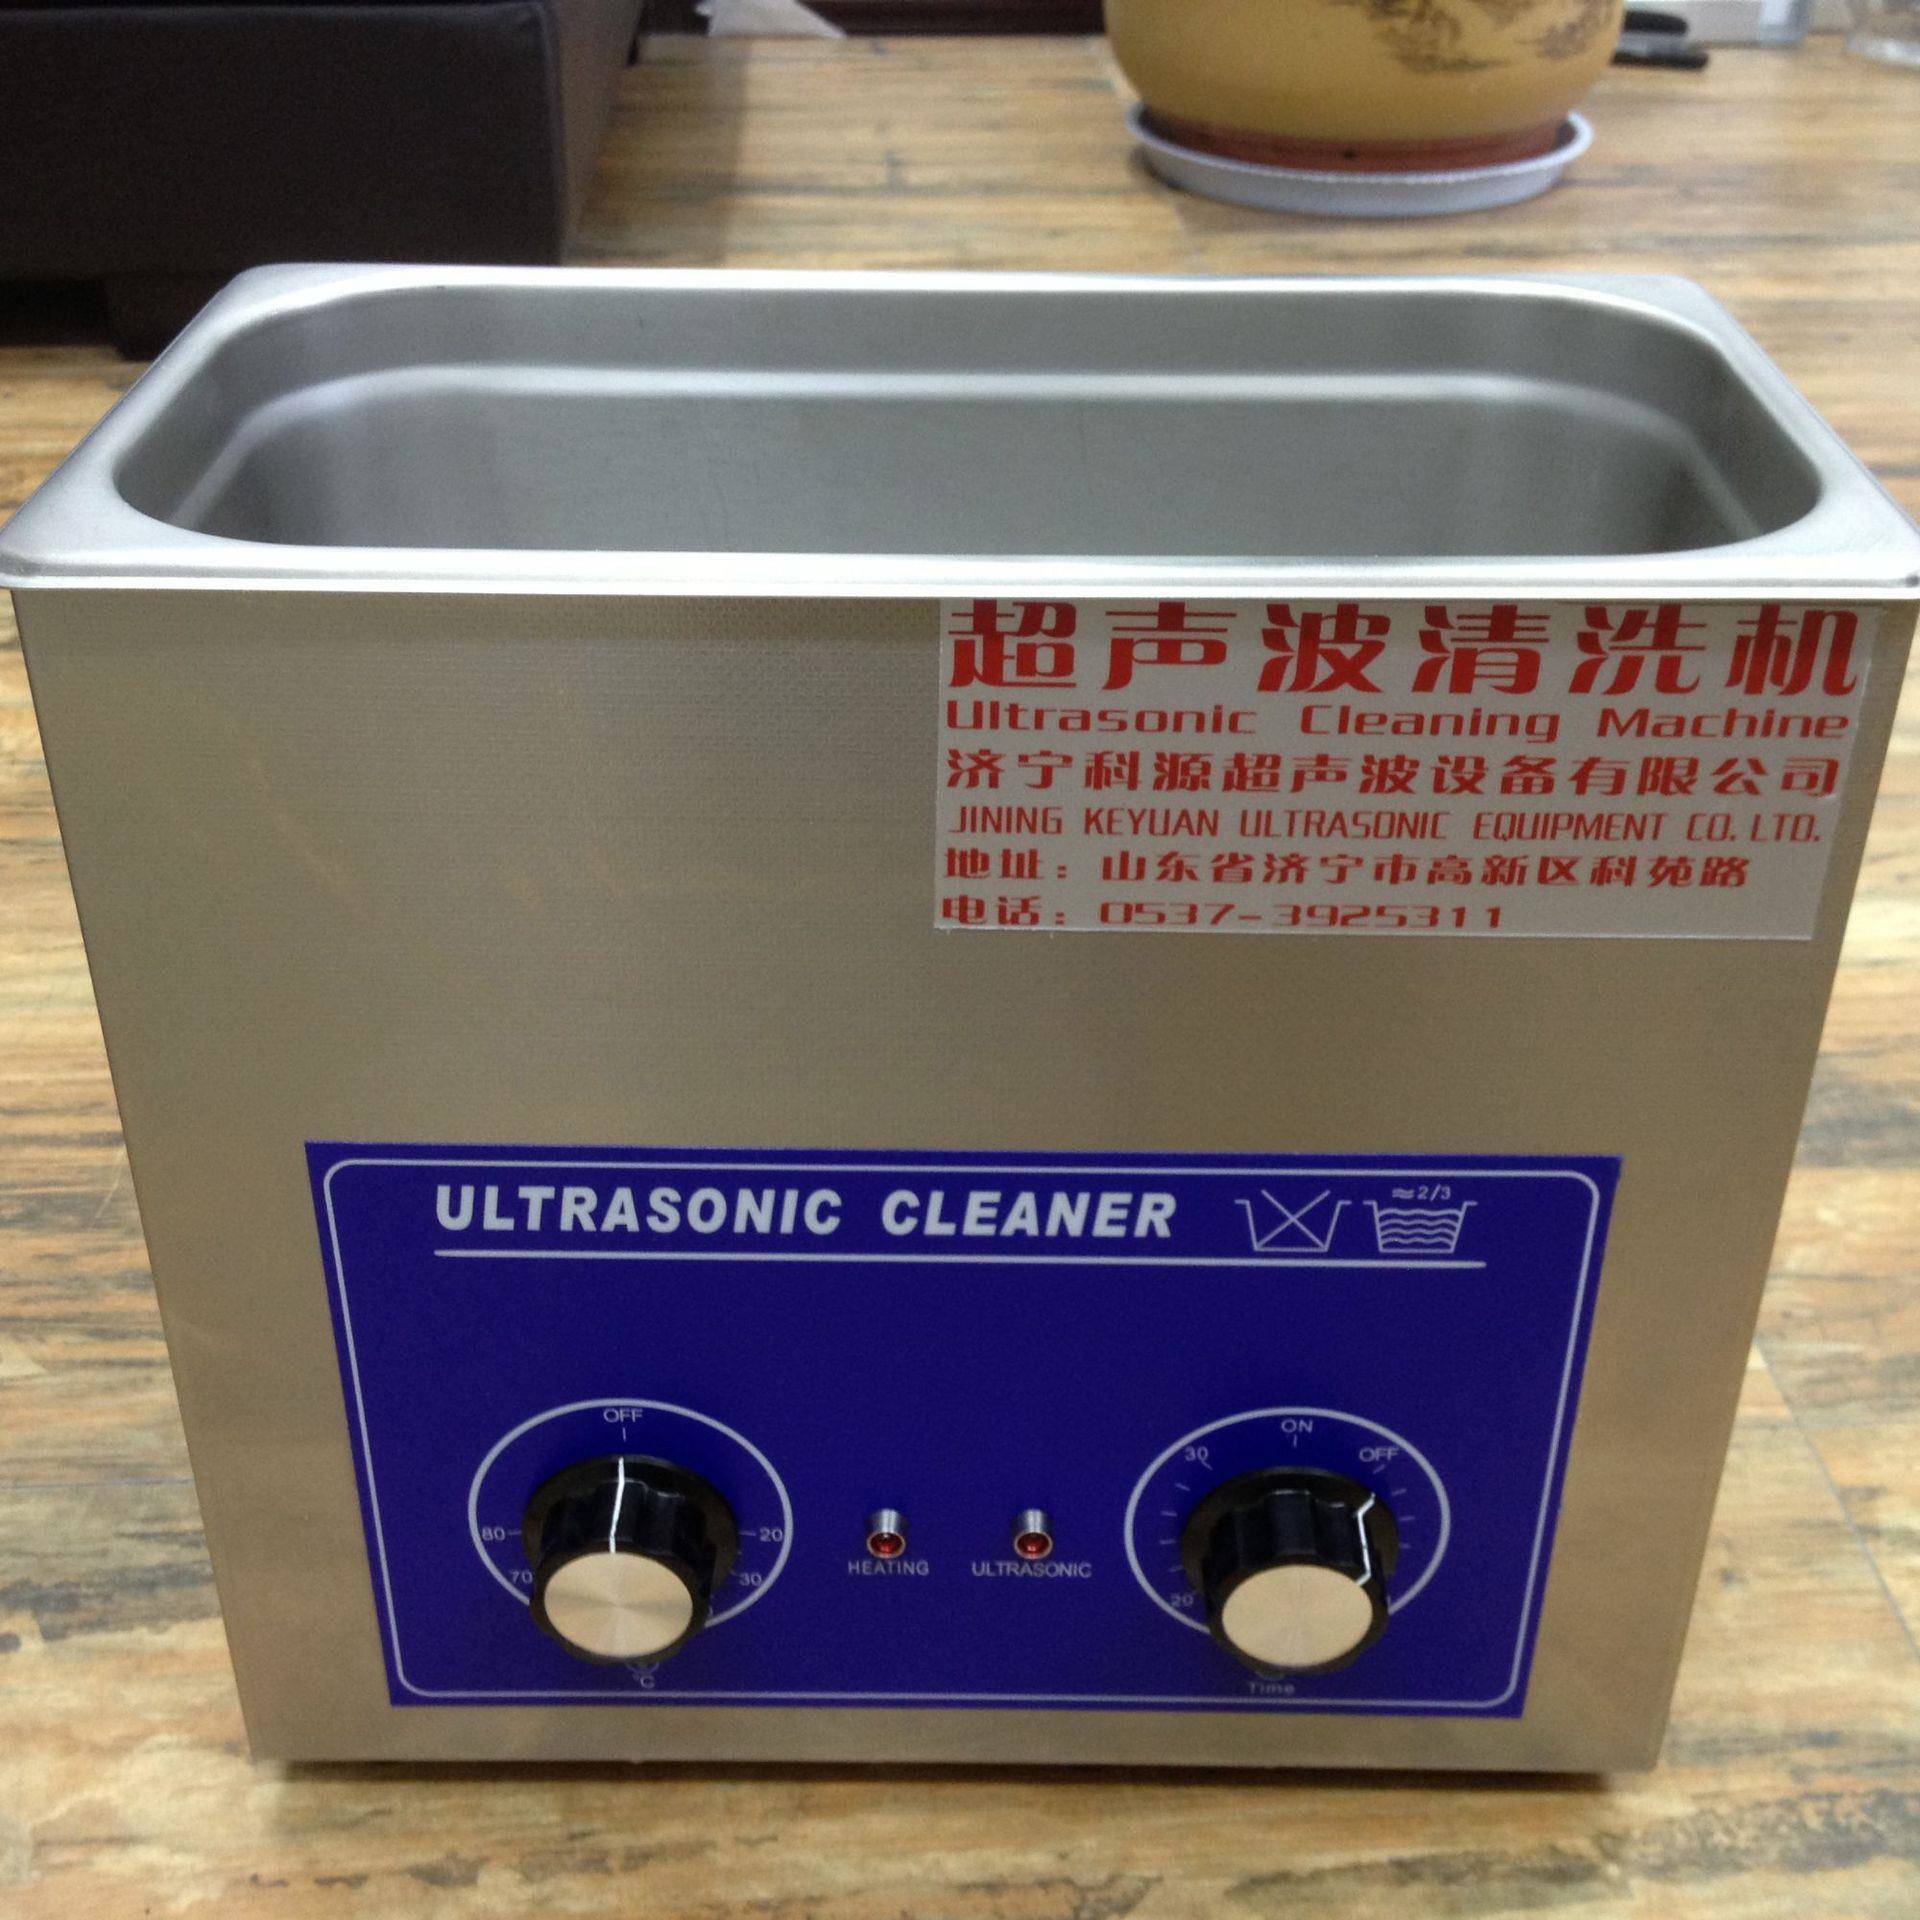 超声波清洗机
Ultrasonic Cleaning Machine
济宁科源超声波设备有限公司
JINING KEYUAN ULTRASONIC EQUIPMENT CO. LTD.
地址：山东省济宁市高新区科苑路
电话：0537-3925311
ULTRASONIC CLEANER
≈2/3
OFF
80 20
70 30
°C
HEATING
ULTRASONIC
ON
30 OFF
20
Time